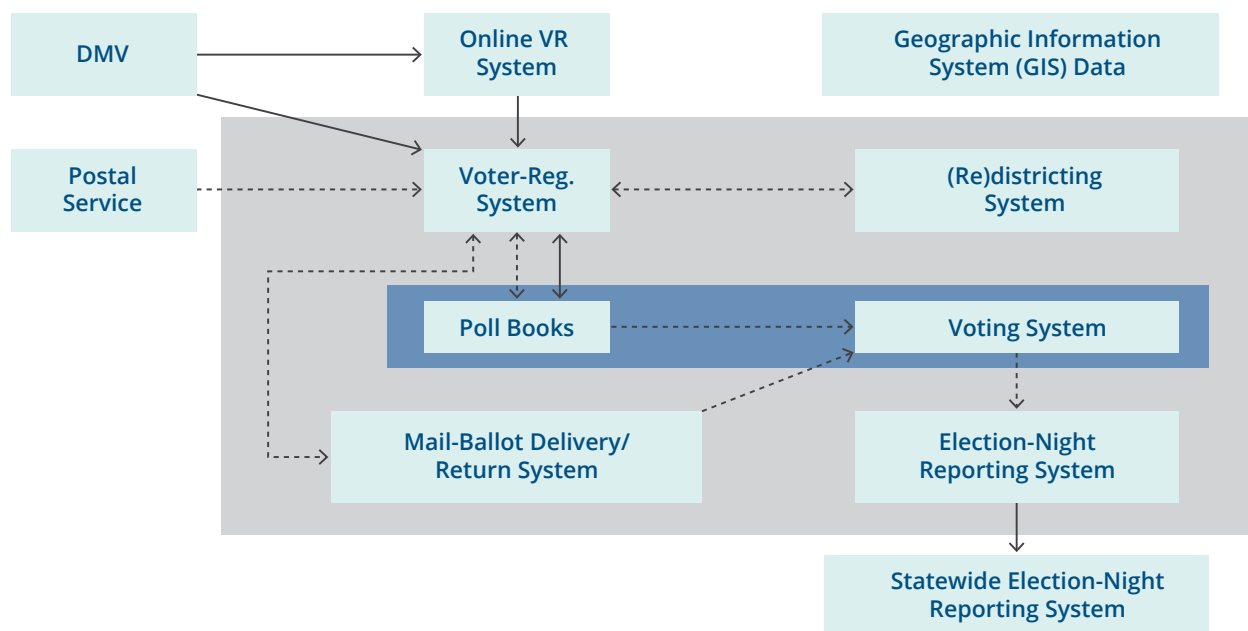 DMV
Online VR
System
Geographic Information
System (GIS) Data
Postal
Service
Voter-Reg.
System
(Re)districting
System
Poll Books
Voting System
Mail-Ballot Delivery/
Return System
Election-Night
Reporting System
Statewide Election-Night
Reporting System